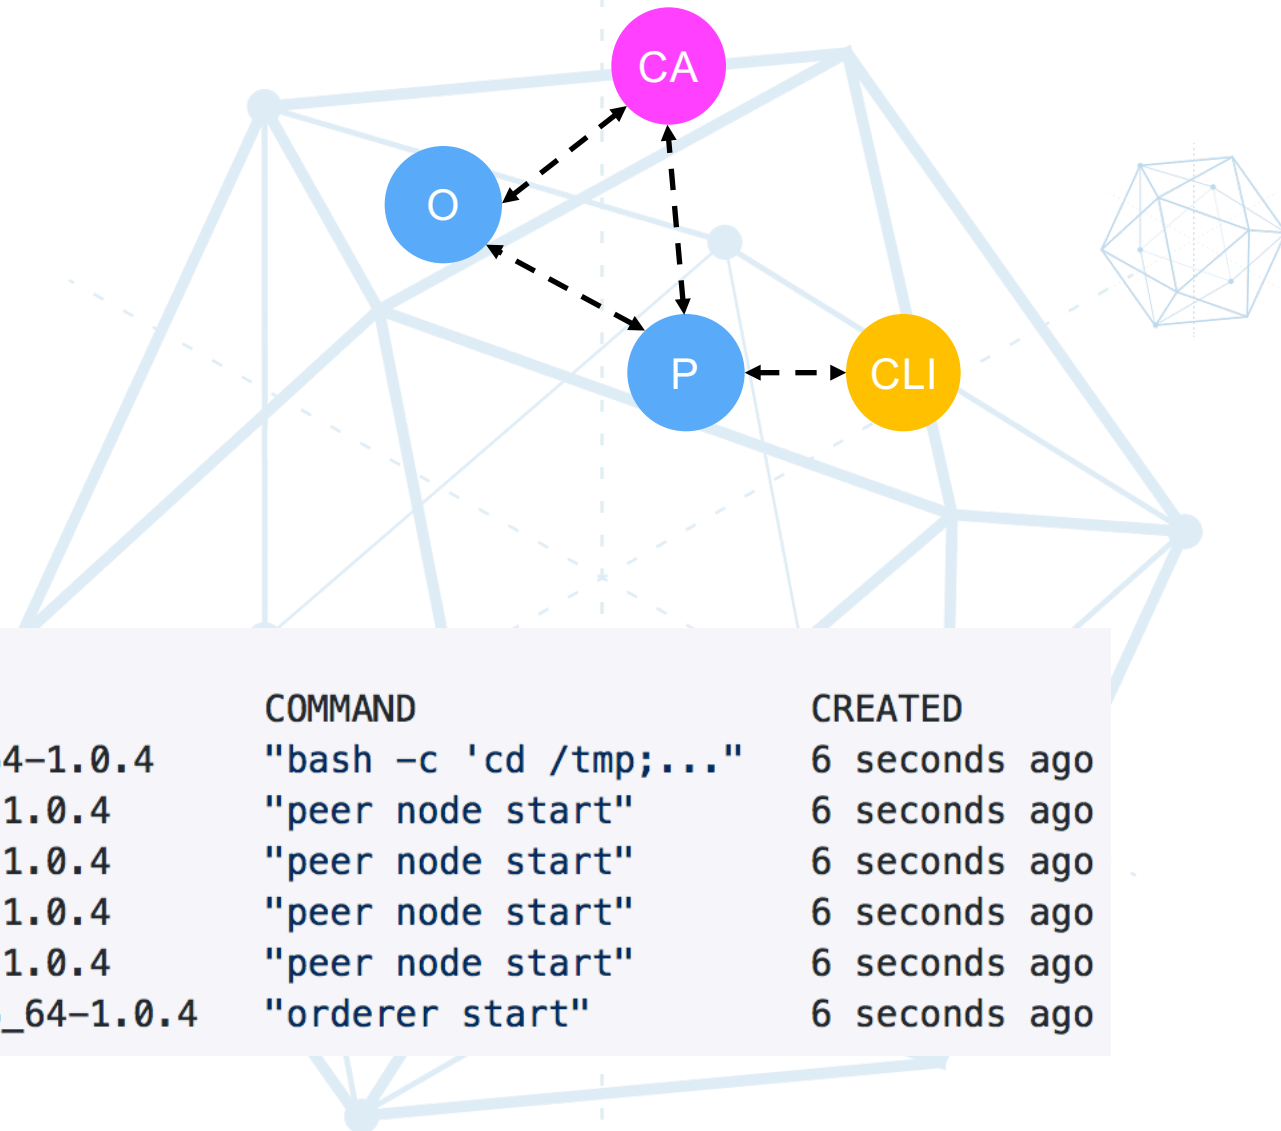 CA
O
P
CLI
COMMAND CREATED
4-1.0.4 "bash -c 'cd /tmp;..." 6 seconds ago
1.0.4 "peer node start" 6 seconds ago
1.0.4 "peer node start" 6 seconds ago
1.0.4 "peer node start" 6 seconds ago
1.0.4 "peer node start" 6 seconds ago
_64-1.0.4 "orderer start" 6 seconds ago